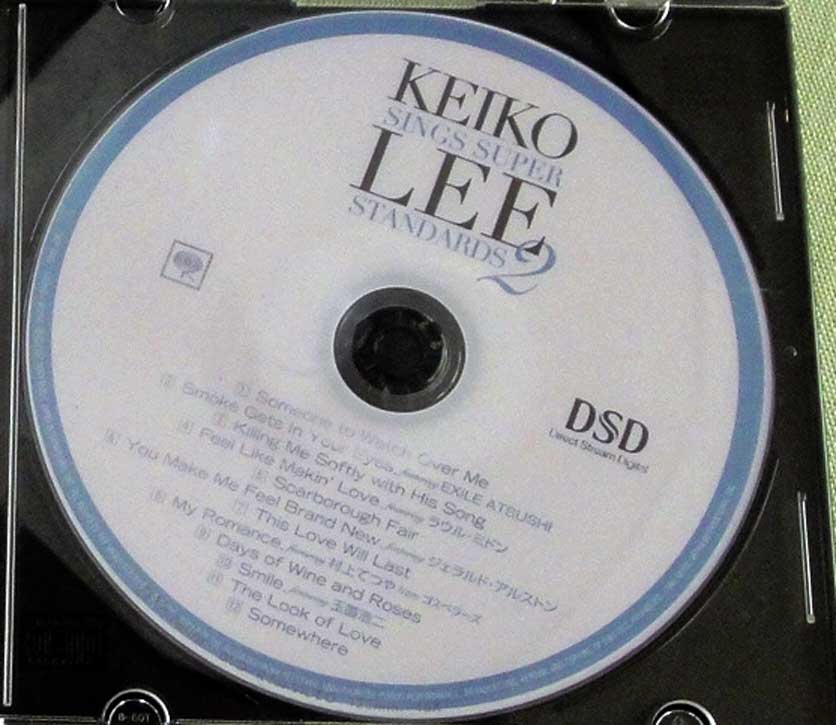 KEIKO
SINGS SUPER
LEE
STANDARDS 2
DSD
Direct Stream Digital
1 Someone to Watch Over Me
2 Smoke Gets In Your Eyes featuring EXILE ATSUSHI
3 Killing Me Softly with His Song
4 Feel Like Makin' Love featuring ラウル・ミドン
5 Scarborough Fair
6 You Make Me Feel Brand New featuring ジェラルド・アルストン
7 This Love Will Last
8 My Romance featuring 村上てつや from ゴスペラーズ
9 Days of Wine and Roses
10 Smile featuring 玉置浩二
11 The Look of Love
12 Somewhere